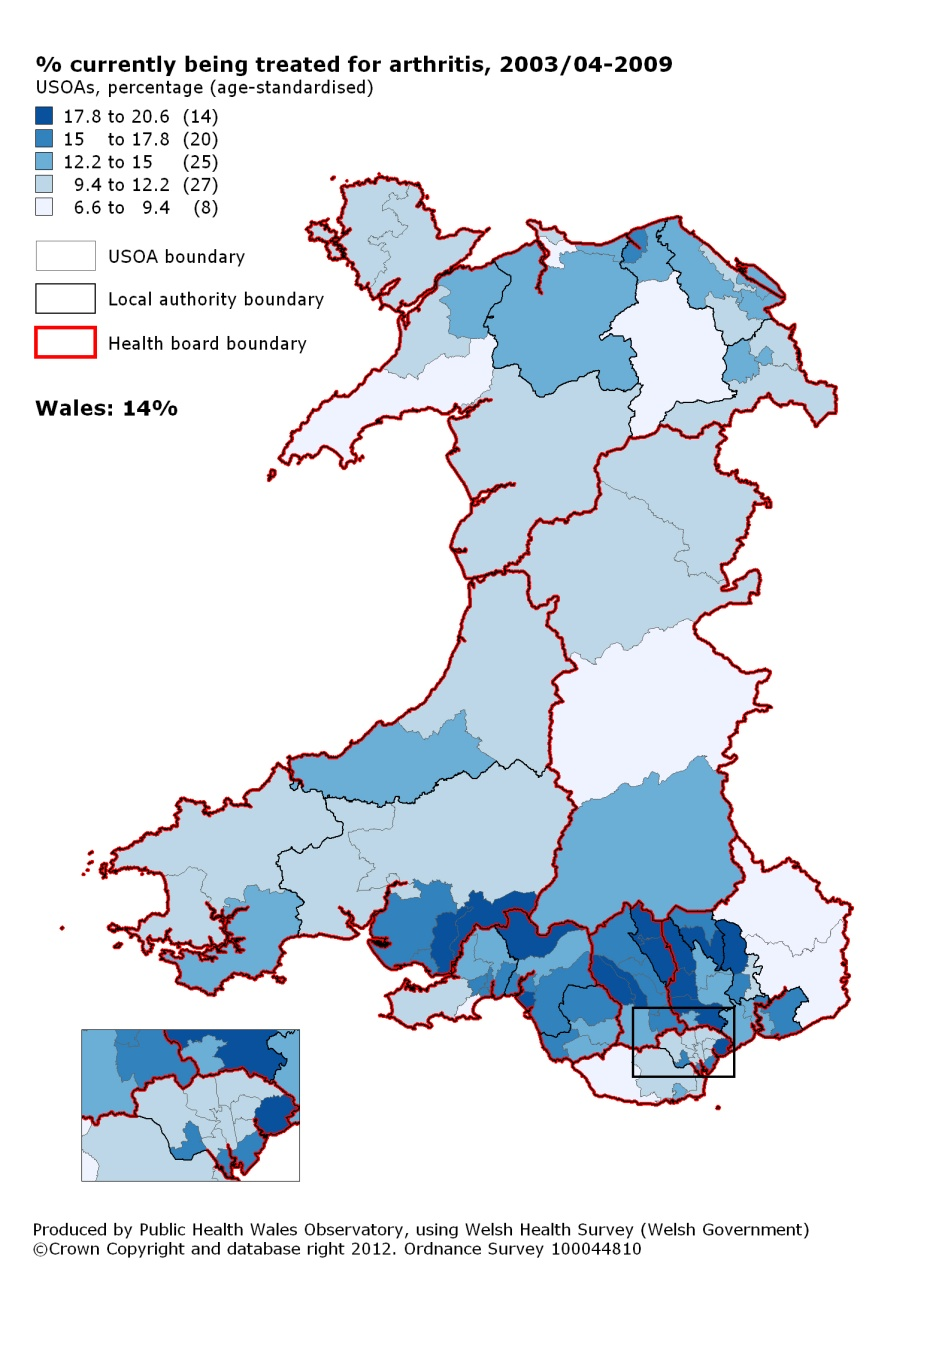 % currently being treated for arthritis, 2003/04-2009
USOAs, percentage (age-standardised)
17.8 to 20.6 (14)
15 to 17.8 (20)
12.2 to 15 (25)
9.4 to 12.2 (27)
6.6 to 9.4 (8)
USOA boundary
Local authority boundary
Health board boundary
Wales: 14%
Produced by Public Health Wales Observatory, using Welsh Health Survey (Welsh Government)
©Crown Copyright and database right 2012. Ordnance Survey 100044810